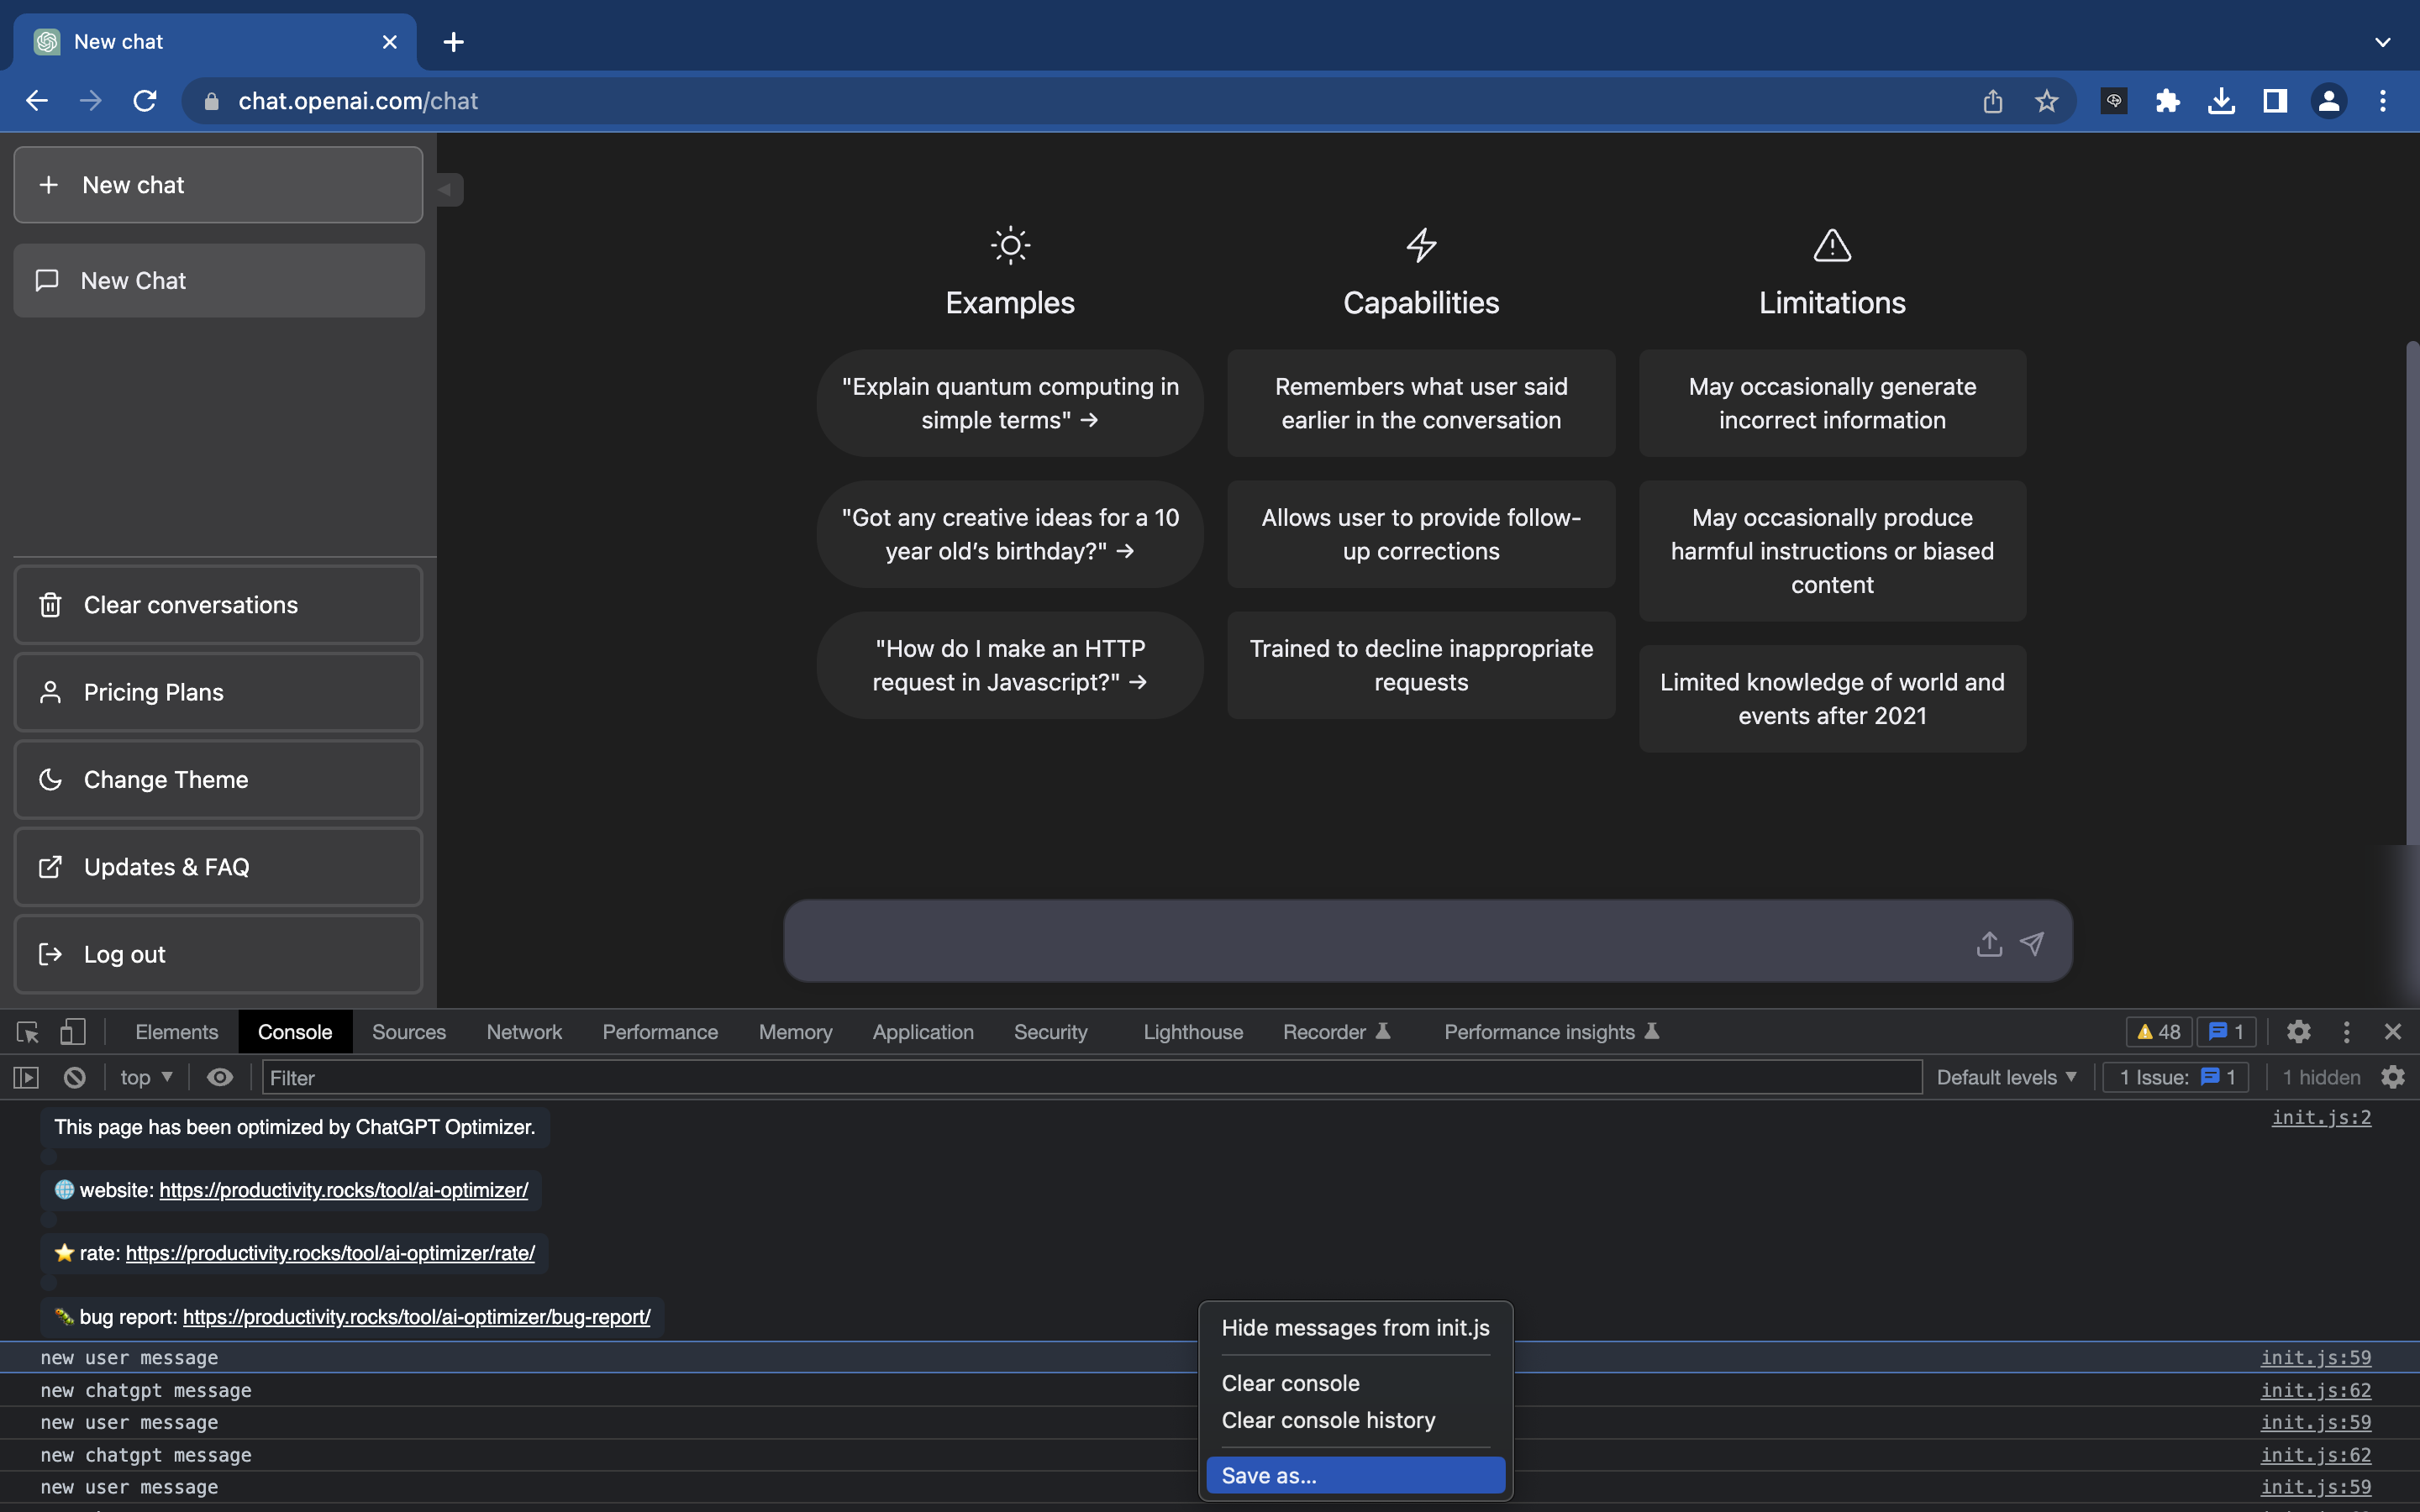 New chat
chat.openai.com/chat
New chat
New Chat
Clear conversations
Pricing Plans
Change Theme
Updates & FAQ
Log out
Examples
"Explain quantum computing in
simple terms" →
"Got any creative ideas for a 10
year old’s birthday?" →
"How do I make an HTTP
request in Javascript?" →
Capabilities
Remembers what user said
earlier in the conversation
Allows user to provide follow-
up corrections
Trained to decline inappropriate
requests
Limitations
May occasionally generate
incorrect information
May occasionally produce
harmful instructions or biased
content
Limited knowledge of world and
events after 2021
Elements Console Sources Network Performance Memory Application Security Lighthouse Recorder Performance insights 48 1
top Filter Default levels 1 Issue: 1 1 hidden
This page has been optimized by ChatGPT Optimizer. init.js:2
website: https://productivity.rocks/tool/ai-optimizer/
rate: https://productivity.rocks/tool/ai-optimizer/rate/
bug report: https://productivity.rocks/tool/ai-optimizer/bug-report/
new user message init.js:59
new chatgpt message init.js:62
new user message init.js:59
new chatgpt message init.js:62
new user message init.js:59
Hide messages from init.js
Clear console
Clear console history
Save as...